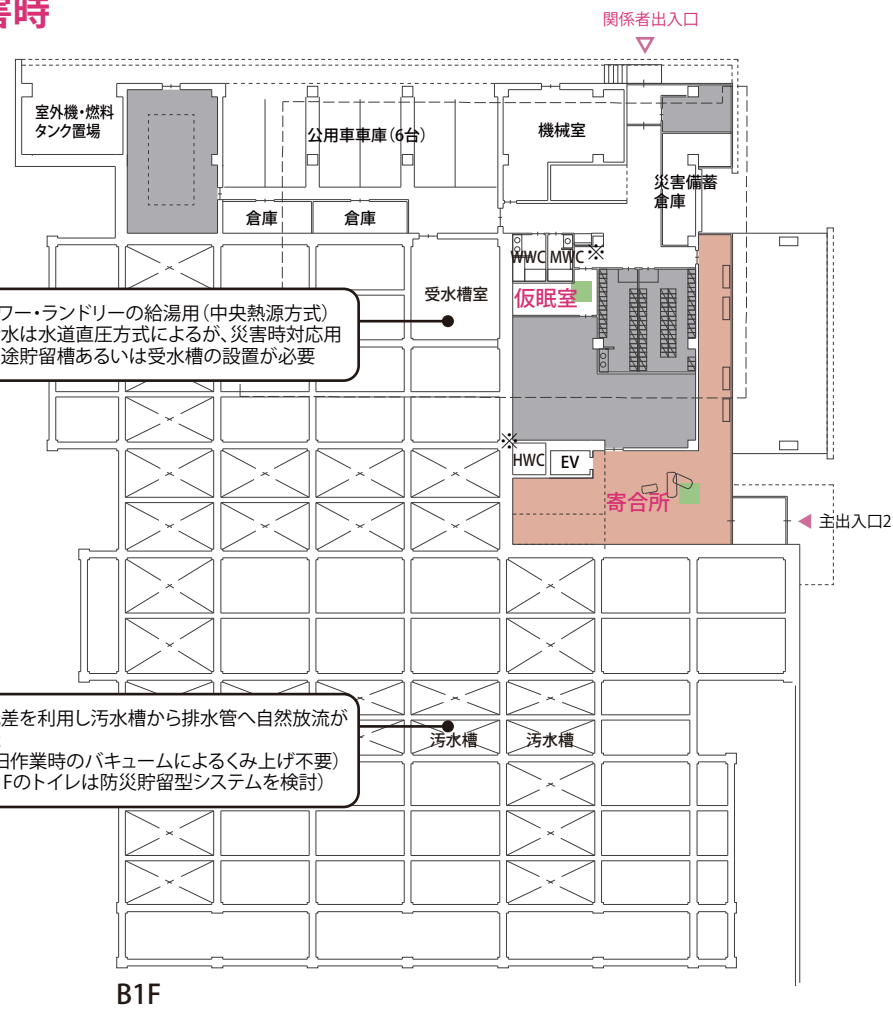 害時
関係者出入口
室外機・燃料
タンク置場
公用車車庫(6台)
機械室
災害備蓄
倉庫
倉庫
倉庫
WWC
MWC
※
受水槽室
仮眠室
ワー・ランドリーの給湯用(中央熱源方式)
水は水道直圧方式によるが、災害時対応用
途貯留槽あるいは受水槽の設置が必要
※
HWC
EV
寄合所
主出入口2
差を利用し汚水槽から排水管へ自然放流が
旧作業時のバキュームによるくみ上げ不要)
Fのトイレは防災貯留型システムを検討)
汚水槽
汚水槽
B1F